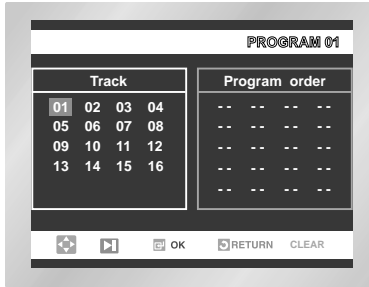 PROGRAM 01
Track
Program order
01 02 03 04
05 06 07 08
09 10 11 12
13 14 15 16
-- -- -- --
-- -- -- --
-- -- -- --
-- -- -- --
-- -- -- --
OK RETURN CLEAR